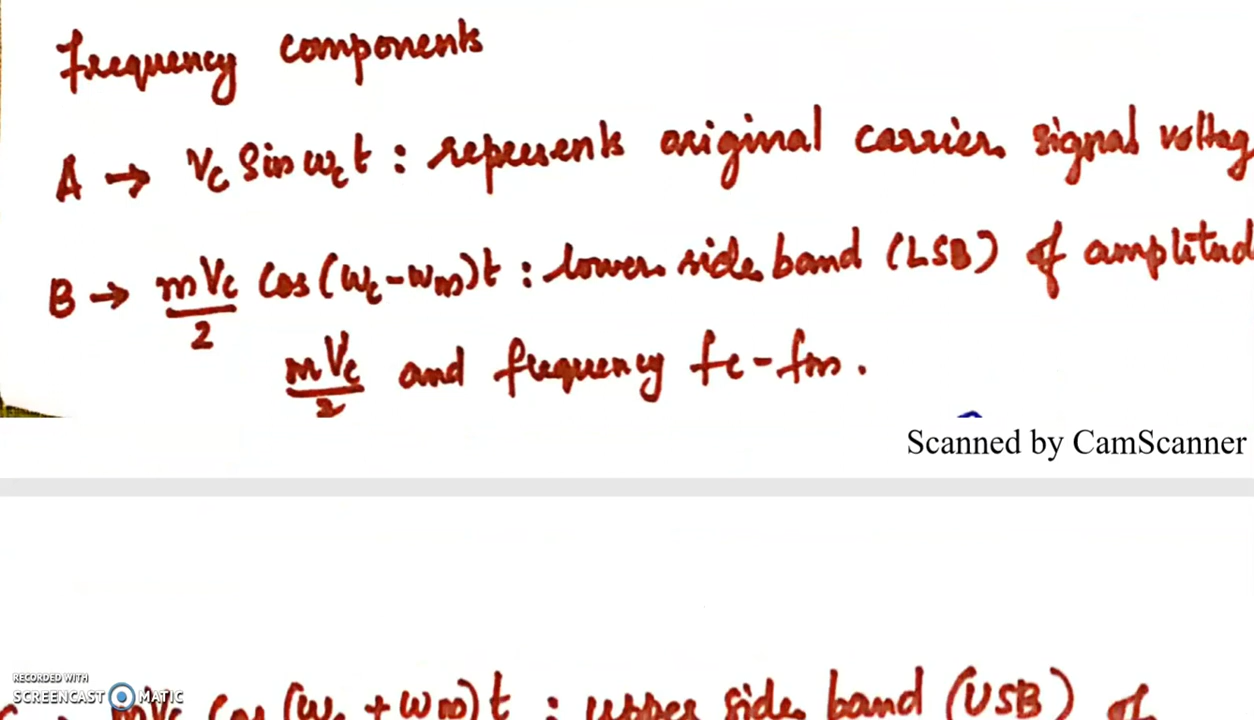 Frequency components
A → Vc Sin ωct : represents original carrier signal voltag
B → mVc/2 Cos (ωc-ωm)t : lower side band (LSB) of amplitud
mVc/2 and frequency fc-fm.
Scanned by CamScanner
mVc Cos (ωc + ωm)t : upper side band (USB) of
RECORDED WITH
SCREENCAST MATIC